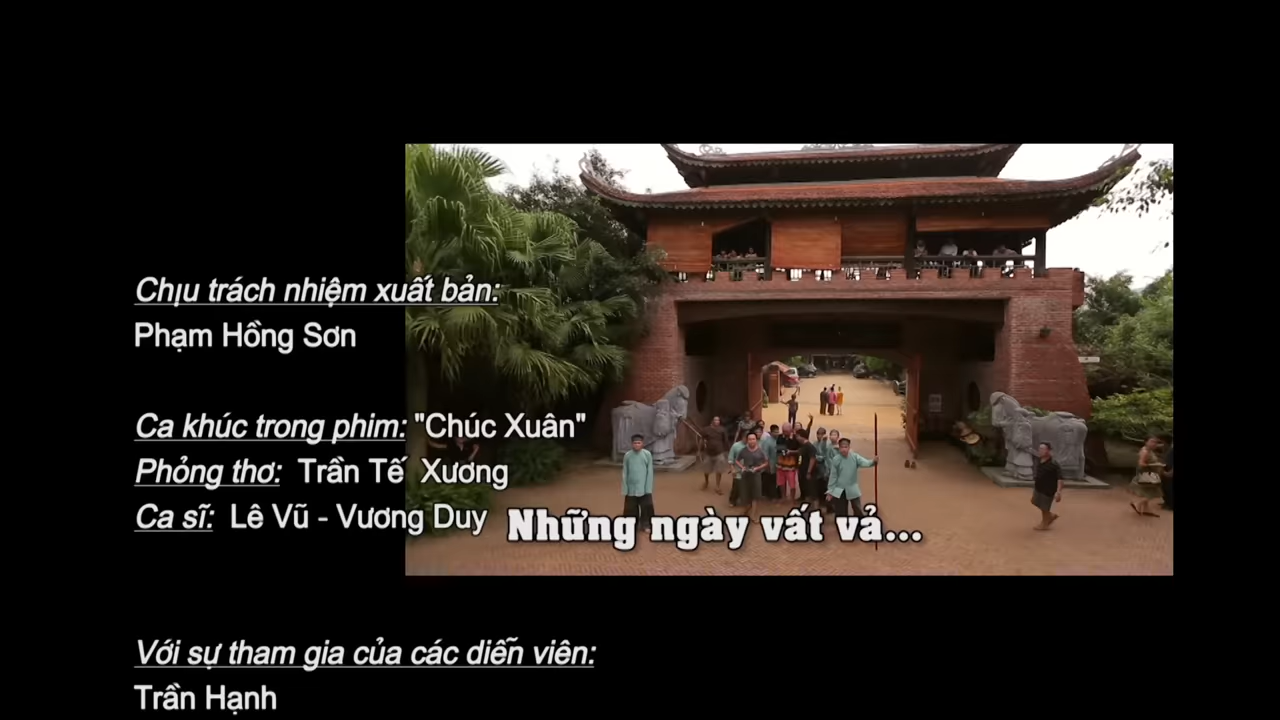 Chịu trách nhiệm xuất bản:
Phạm Hồng Sơn
Ca khúc trong phim: "Chúc Xuân"
Phỏng thơ: Trần Tế Xương
Ca sĩ: Lê Vũ - Vương Duy
Những ngày vất vả...
Với sự tham gia của các diễn viên:
Trần Hạnh